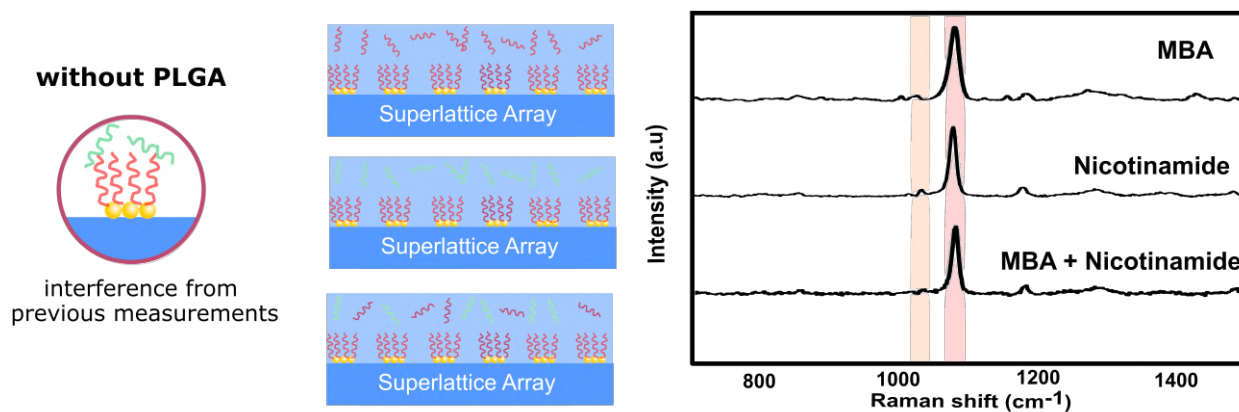 without PLGA
interference from
previous measurements
Superlattice Array
Superlattice Array
Superlattice Array
Intensity (a.u)
MBA
Nicotinamide
MBA + Nicotinamide
800 1000 1200 1400
Raman shift (cm-1)